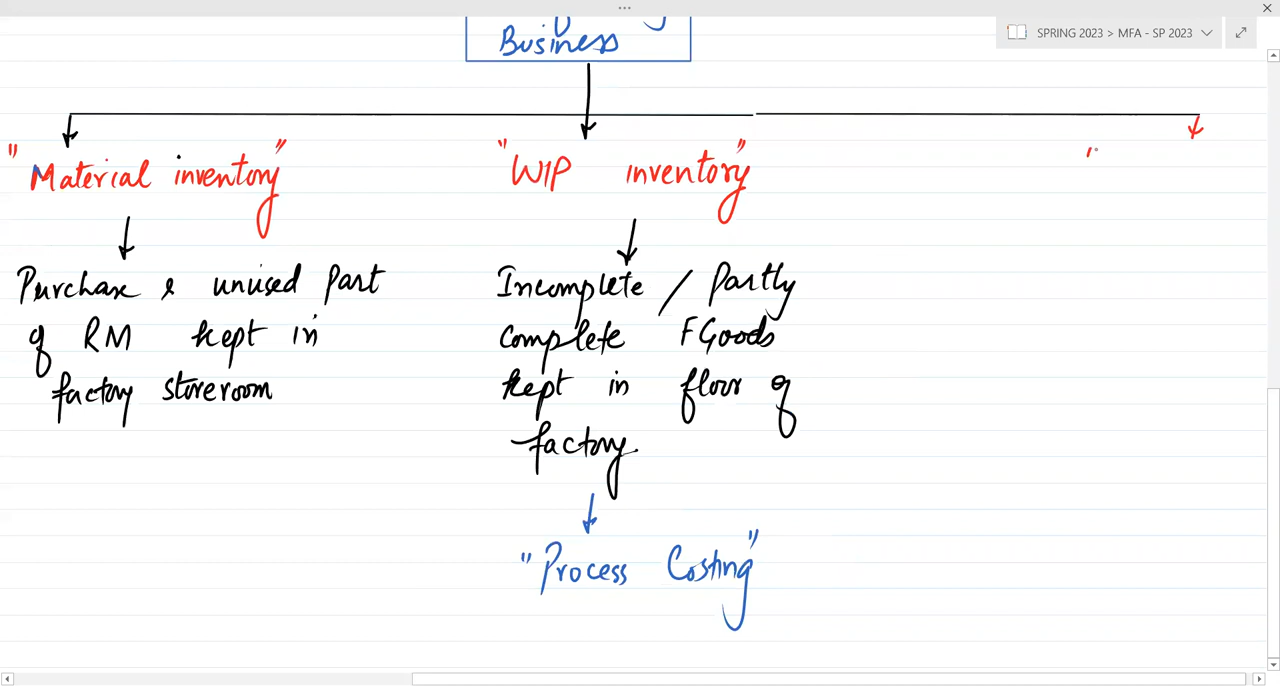 Business
SPRING 2023 > MFA - SP 2023
"Material inventory"
"WIP inventory"
"
Purchase & unused part
of RM kept in
factory storeroom
Incomplete / Partly
complete FGoods
kept in floor of
factory
"Process Costing"